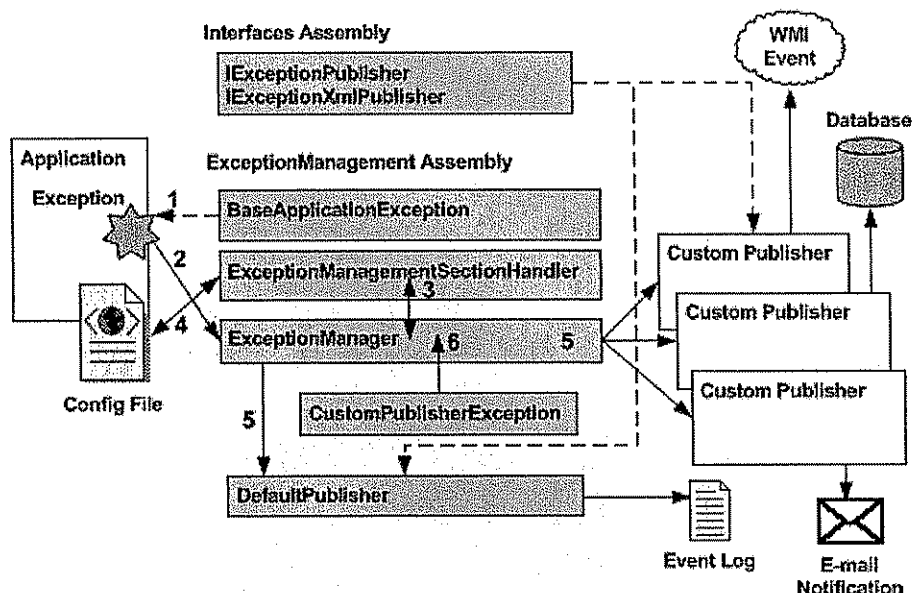 Interfaces Assembly
IExceptionPublisher
IExceptionXmlPublisher
WMI
Event
Database
Application
Exception
ExceptionManagement Assembly
1
BaseApplicationException
2
ExceptionManagementSectionHandler
3
4
ExceptionManager
6
5
Custom Publisher
Custom Publisher
Custom Publisher
Config File
5
CustomPublisherException
DefaultPublisher
Event Log
E-mail
Notification